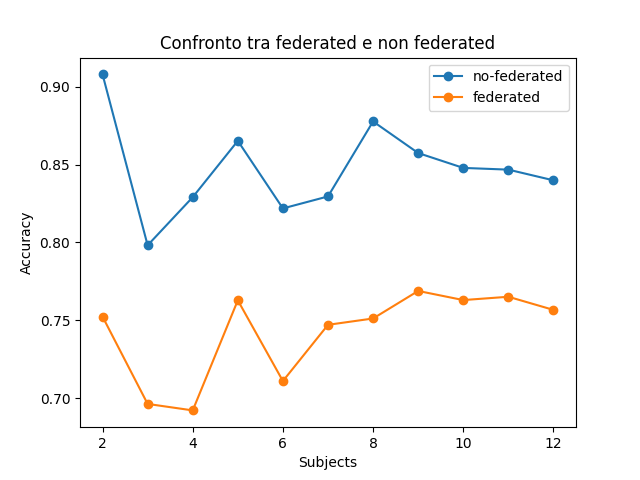 Confronto tra federated e non federated
no-federated
federated
0.90
0.85
0.80
0.75
0.70
Accuracy
2
4
6
8
10
12
Subjects